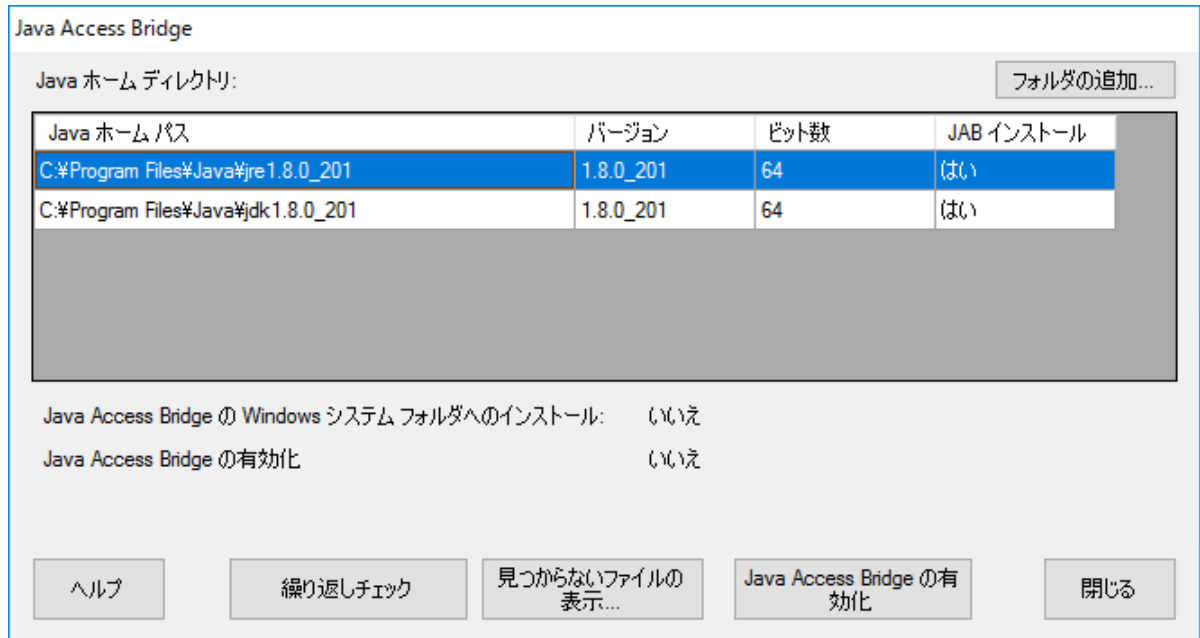 Java Access Bridge
Java ホーム ディレクトリ:
フォルダの追加...
Java ホーム パス バージョン ビット数 JAB インストール
C:¥Program Files¥Java¥jre1.8.0_201 1.8.0_201 64 はい
C:¥Program Files¥Java¥jdk1.8.0_201 1.8.0_201 64 はい
Java Access Bridge の Windows システム フォルダへのインストール: いいえ
Java Access Bridge の有効化 いいえ
ヘルプ
繰り返しチェック
見つからないファイルの
表示...
Java Access Bridge の有
効化
閉じる